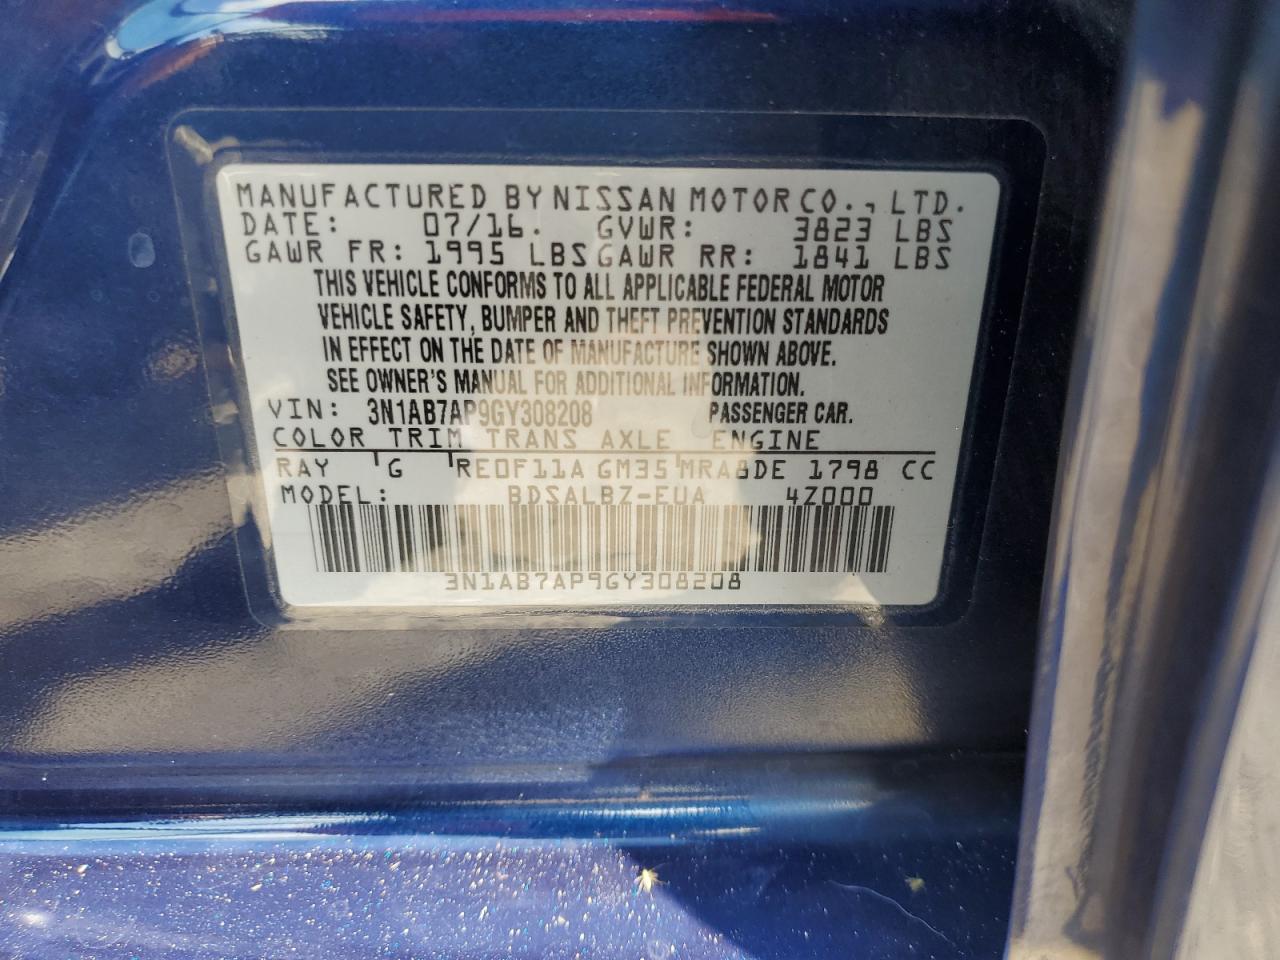 MANUFACTURED BY NISSAN MOTOR CO., LTD.
DATE: 07/16. GVWR: 3823 LBS
GAWR FR: 1995 LBS GAWR RR: 1841 LBS
THIS VEHICLE CONFORMS TO ALL APPLICABLE FEDERAL MOTOR
VEHICLE SAFETY, BUMPER AND THEFT PREVENTION STANDARDS
IN EFFECT ON THE DATE OF MANUFACTURE SHOWN ABOVE.
SEE OWNER'S MANUAL FOR ADDITIONAL INFORMATION.
VIN: 3N1AB7AP9GY308208 PASSENGER CAR.
COLOR TRIM TRANS AXLE ENGINE
RAY G RE0F11A GM35 MRA8DE 1798 CC
MODEL: BDSALBZ-EUA 4Z000
3N1AB7AP9GY308208